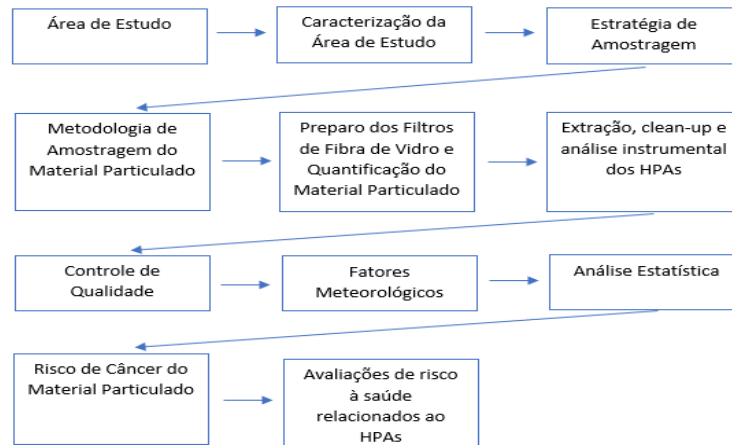 Área de Estudo
Caracterização da
Área de Estudo
Estratégia de
Amostragem
Metodologia de
Amostragem do
Material Particulado
Preparo dos Filtros
de Fibra de Vidro e
Quantificação do
Material Particulado
Extração, clean-up e
análise instrumental
dos HPAs
Controle de
Qualidade
Fatores
Meteorológicos
Análise Estatística
Risco de Câncer do
Material Particulado
Avaliações de risco
à saúde
relacionados ao
HPAs